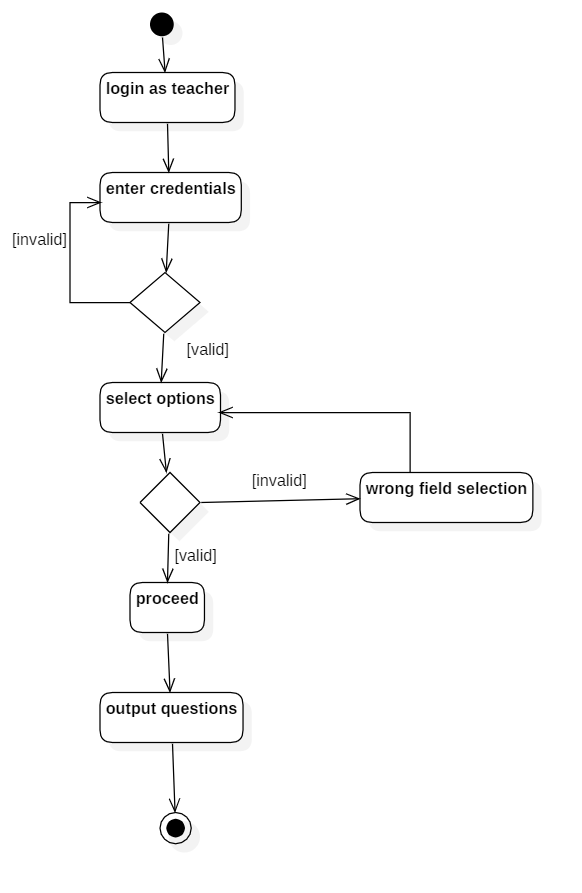 login as teacher
enter credentials
[invalid]
[valid]
select options
[invalid]
wrong field selection
[valid]
proceed
output questions